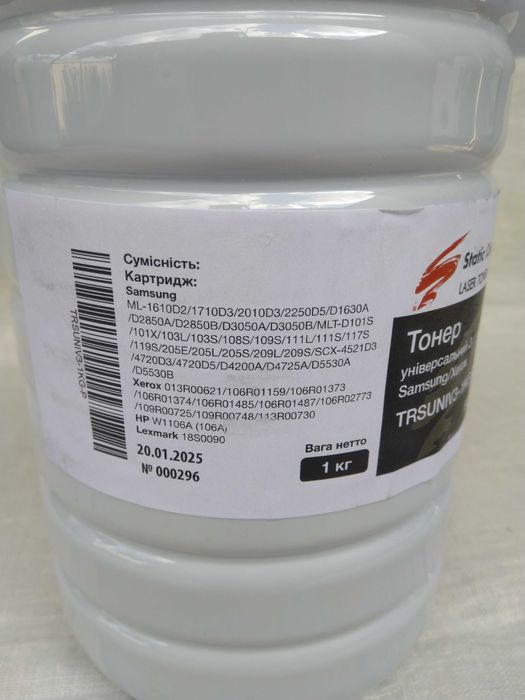 Сумісність:
Картридж:
Samsung
ML-1610D2/1710D3/2010D3/2250D5/D1630A
/D2850A/D2850B/D3050A/D3050B/MLT-D101S
/101X/103L/103S/108S/109S/111L/111S/117S
/119S/205E/205L/205S/209L/209S/SCX-4521D3
/4720D3/4720D5/D4200A/D4725A/D5530A
/D5530B
Xerox 013R00621/106R01159/106R01373
/106R01374/106R01485/106R01487/106R02773
/109R00725/109R00748/113R00730
HP W1106A (106A)
Lexmark 18S0090
20.01.2025
№ 000296
Вага нетто
1 кг
TRSUNIV3-1KG-P
Static
LASER
Тонер
універсальний
Samsung/Xerox